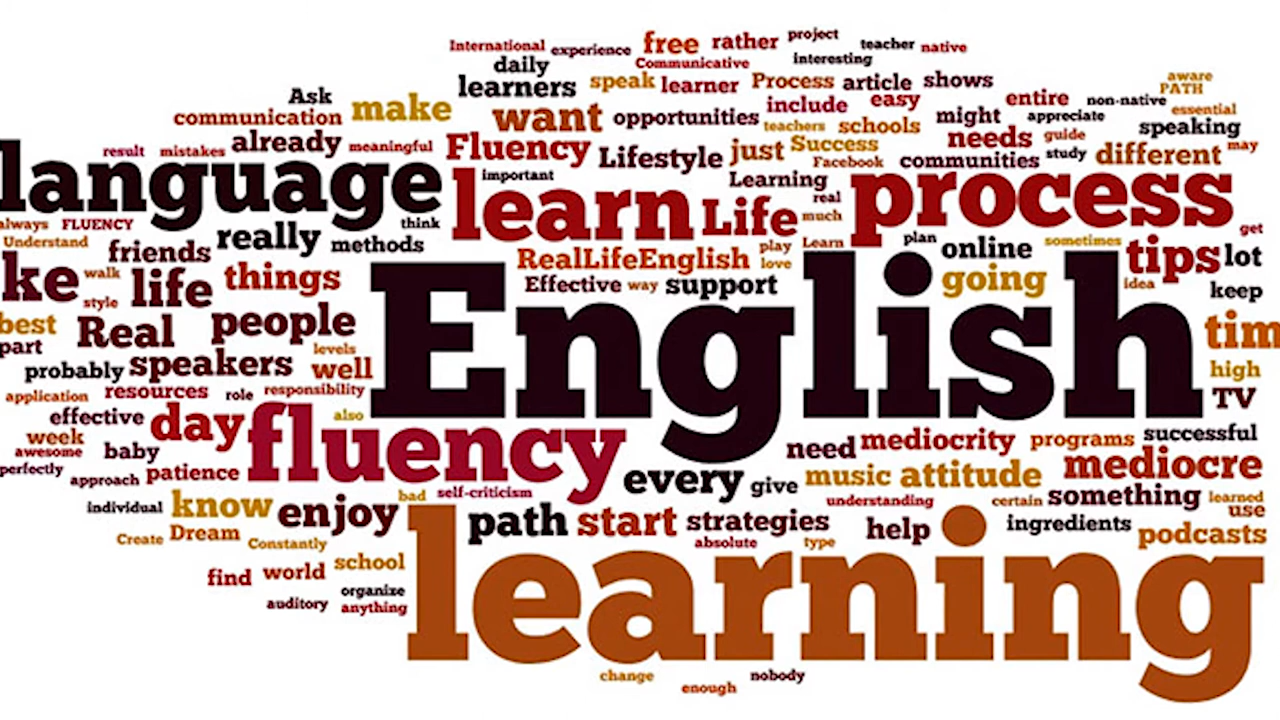 International experience free rather project teacher native
daily Communicative interesting
learners speak learner Process article shows aware
PATH
Ask make want opportunities include easy entire non-native essential
communication teachers schools might appreciate speaking
result mistakes already meaningful Fluency Lifestyle just Success needs guide different may
Facebook communities study
language important learn Life Learning process
real
always FLUENCY think much get
Understand friends really methods play Learn plan online sometimes tips lot
RealLifeEnglish love
walk life things Effective way support going idea keep
style
best Real people English
part levels
probably speakers well high
application resources role responsibility TV
effective day fluency also
week need mediocrity programs successful
awesome baby
perfectly approach patience every give music attitude mediocre
individual know enjoy bad self-criticism understanding certain something learned
use
Create Dream Constantly path start strategies help ingredients podcasts
absolute type
find world school learning
organize
auditory anything
change nobody
enough